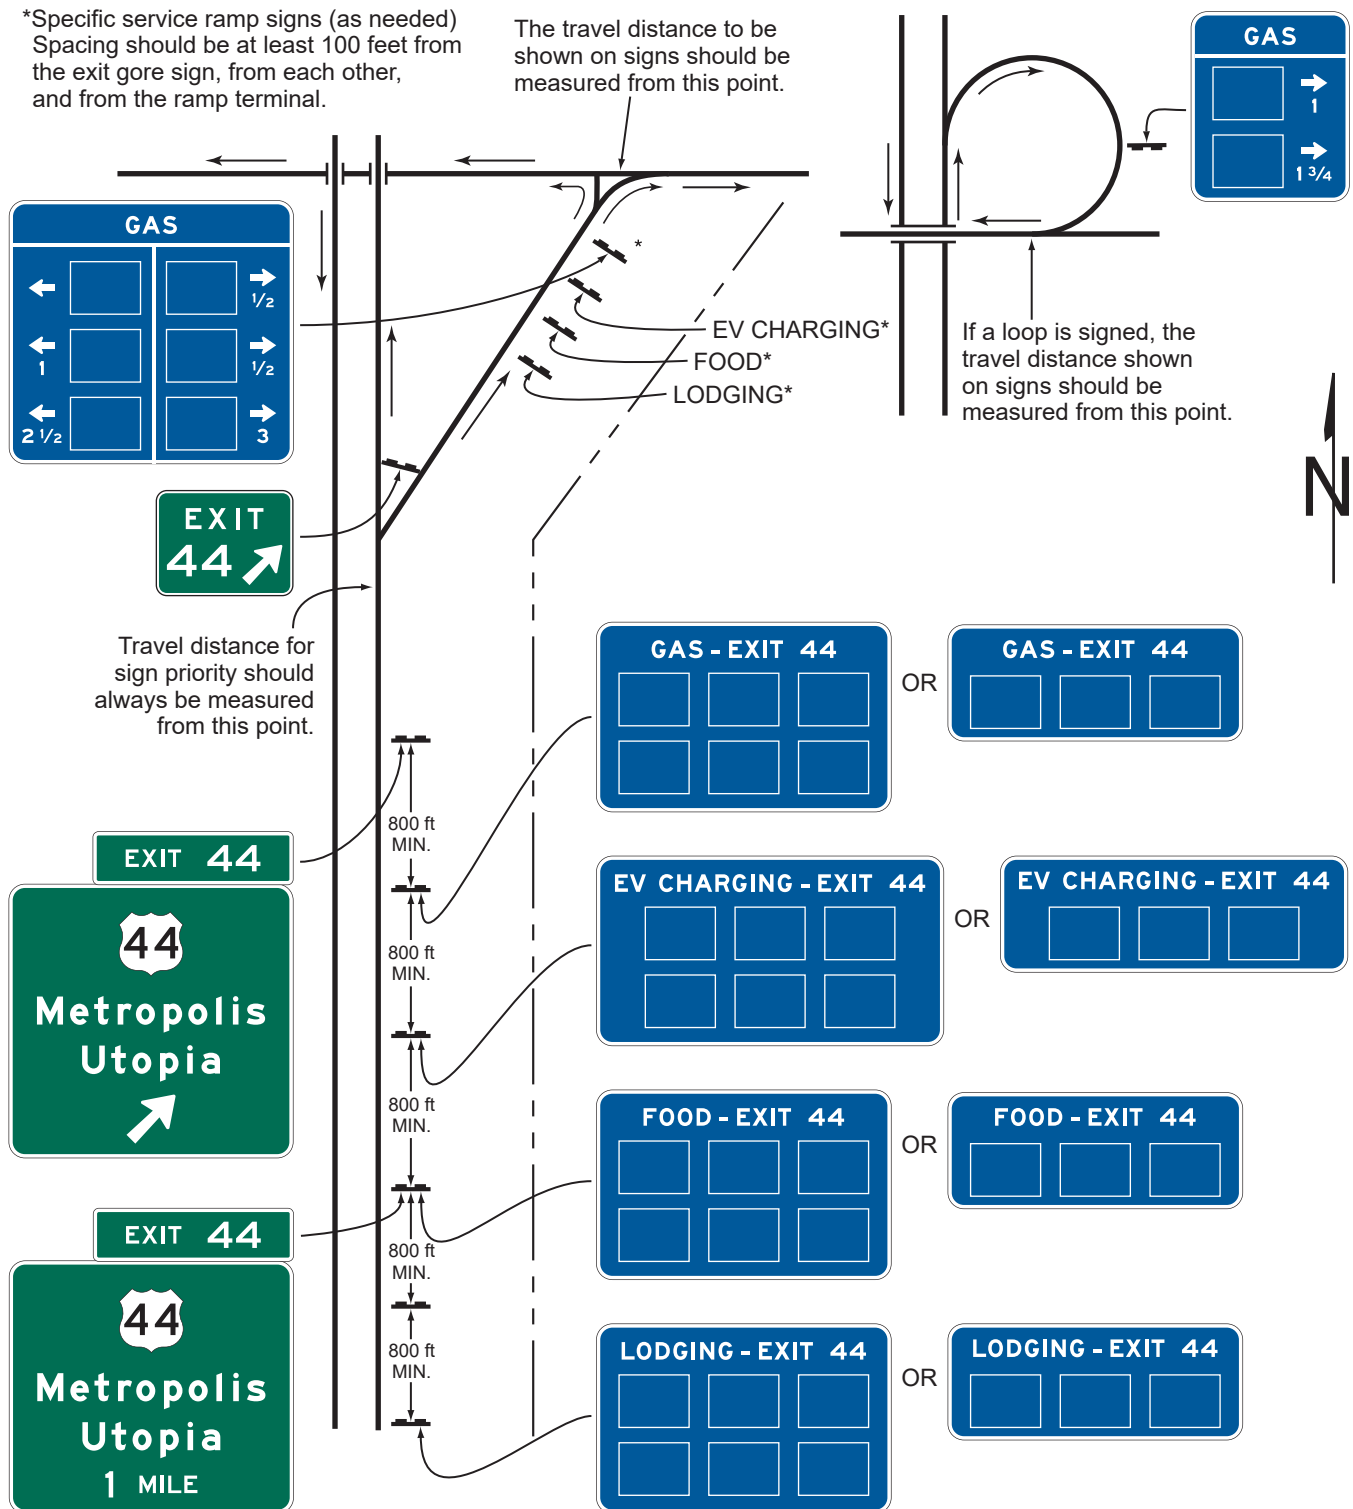 *Specific service ramp signs (as needed)
Spacing should be at least 100 feet from
the exit gore sign, from each other,
and from the ramp terminal.
The travel distance to be
shown on signs should be
measured from this point.
GAS
1
1 3/4
GAS
1/2
1
1/2
2 1/2
3
*
EV CHARGING*
FOOD*
LODGING*
If a loop is signed, the
travel distance shown
on signs should be
measured from this point.
N
EXIT
44
Travel distance for
sign priority should
always be measured
from this point.
GAS - EXIT 44
OR
GAS - EXIT 44
800 ft
MIN.
EXIT 44
44
Metropolis
Utopia
EV CHARGING - EXIT 44
OR
EV CHARGING - EXIT 44
800 ft
MIN.
800 ft
MIN.
FOOD - EXIT 44
OR
FOOD - EXIT 44
EXIT 44
44
Metropolis
Utopia
1 MILE
800 ft
MIN.
800 ft
MIN.
LODGING - EXIT 44
OR
LODGING - EXIT 44